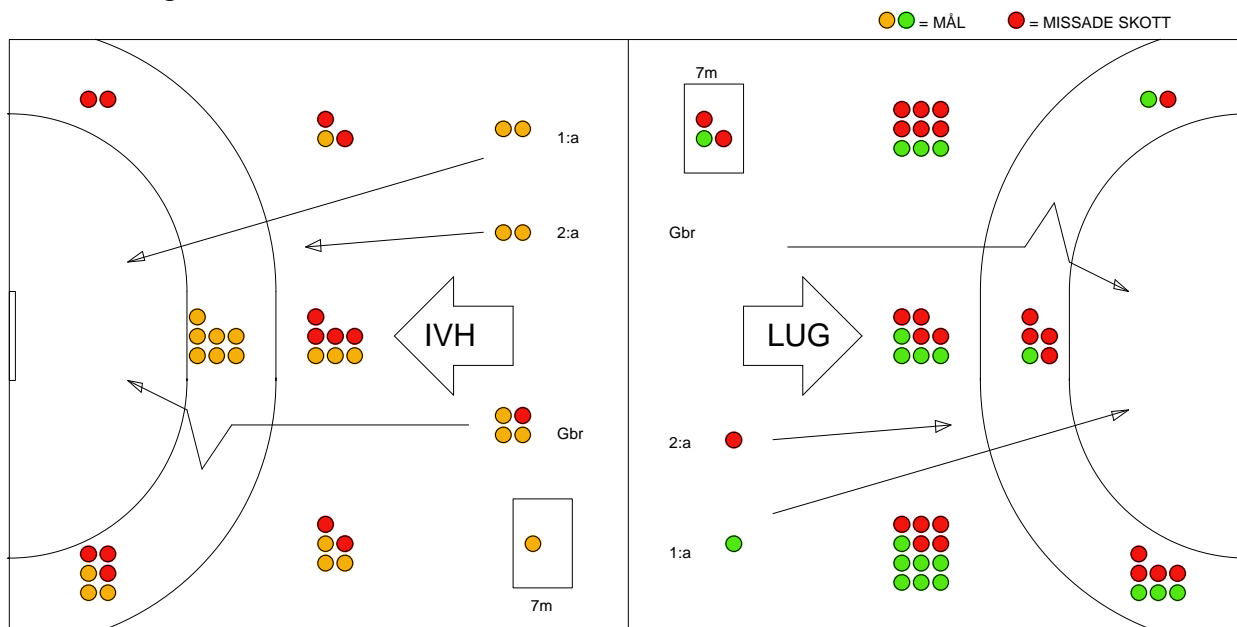 = MÅL
= MISSADE SKOTT
7m
1:a
2:a
Gbr
IVH
LUG
Gbr
2:a
1:a
7m